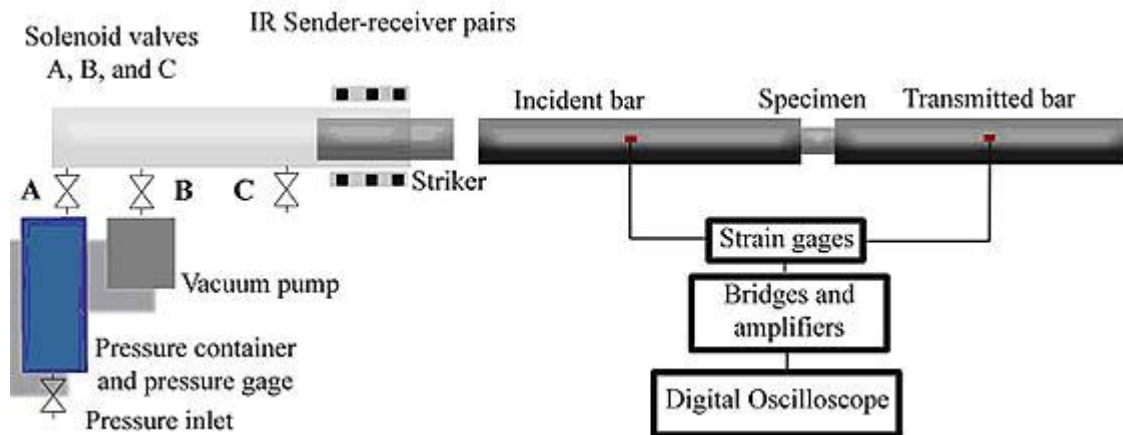 IR Sender-receiver pairs
Solenoid valves
A, B, and C
Incident bar
Specimen
Transmitted bar
A
B
C
Striker
Strain gages
Vacuum pump
Bridges and
amplifiers
Pressure container
and pressure gage
Digital Oscilloscope
Pressure inlet